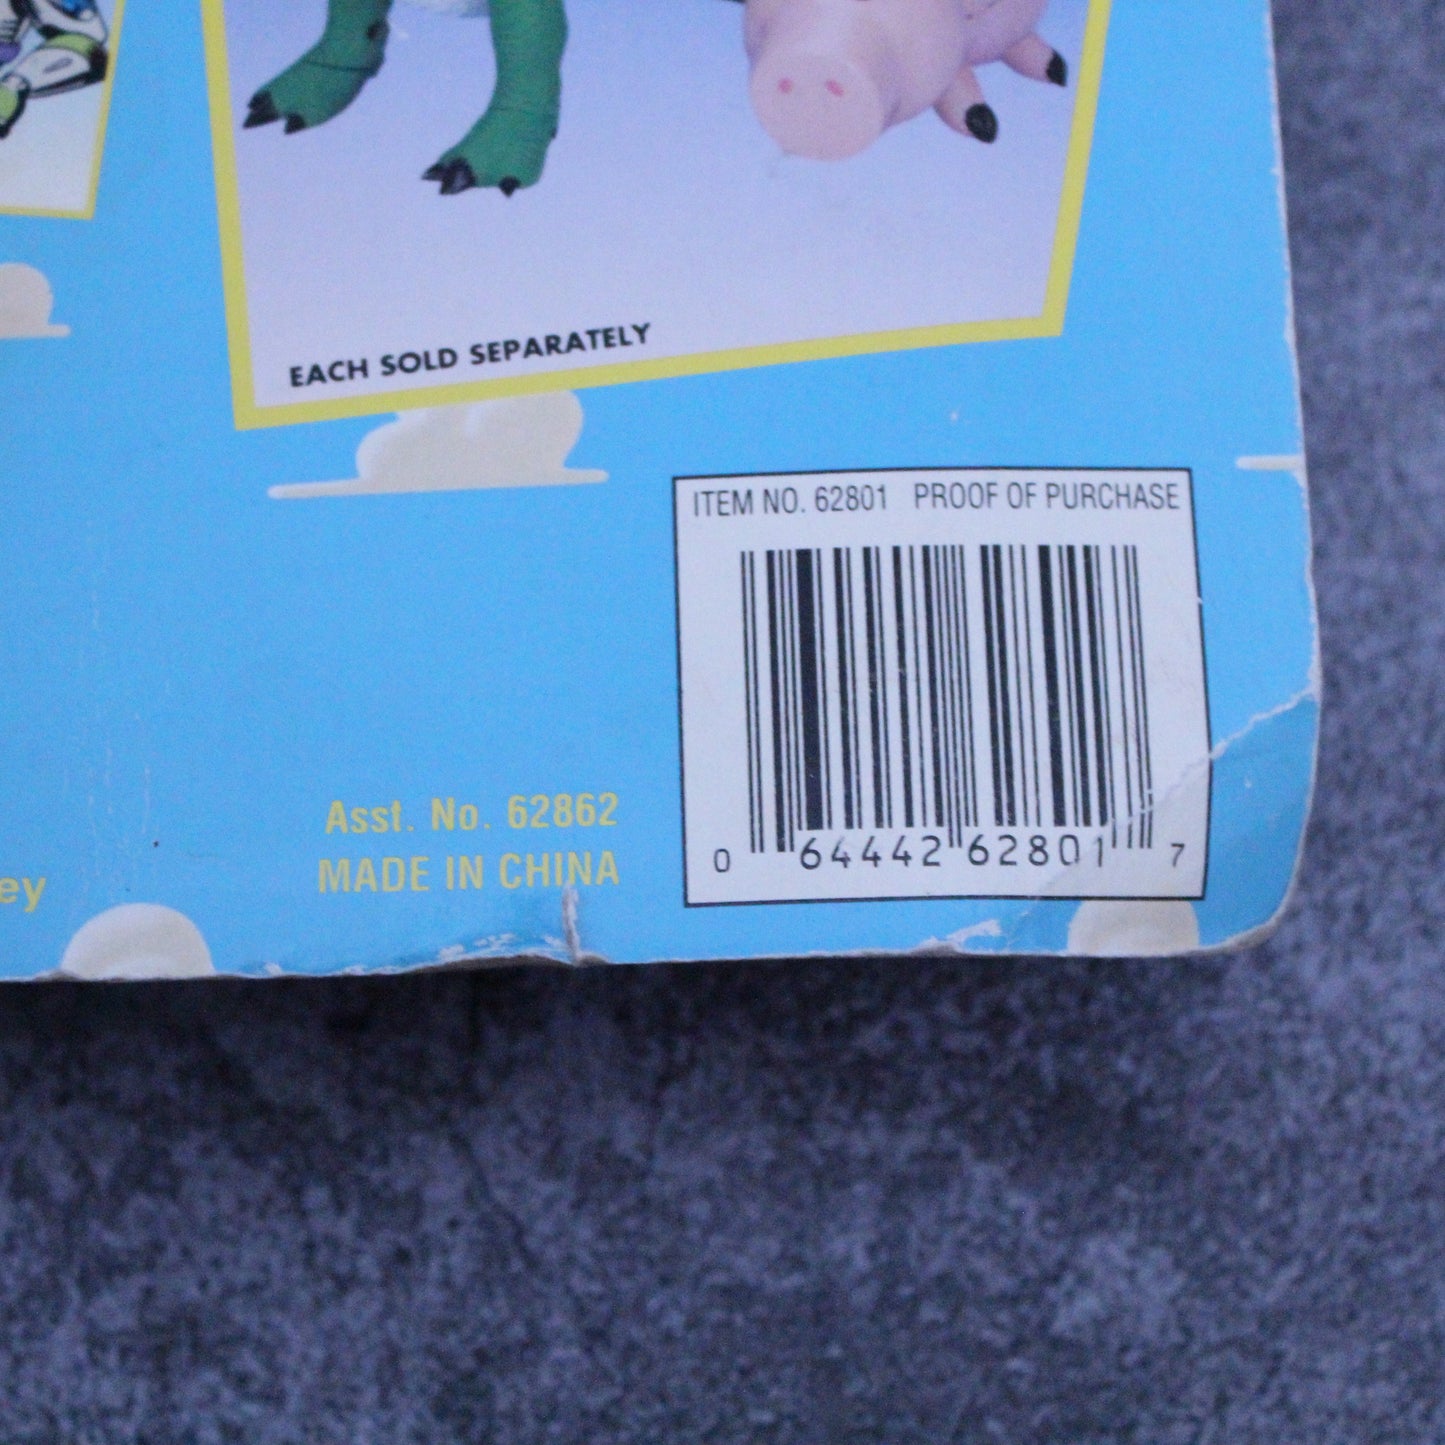 EACH SOLD SEPARATELY
ITEM NO. 62801 PROOF OF PURCHASE
0 64442 62801 7
Asst. No. 62862
MADE IN CHINA
ey